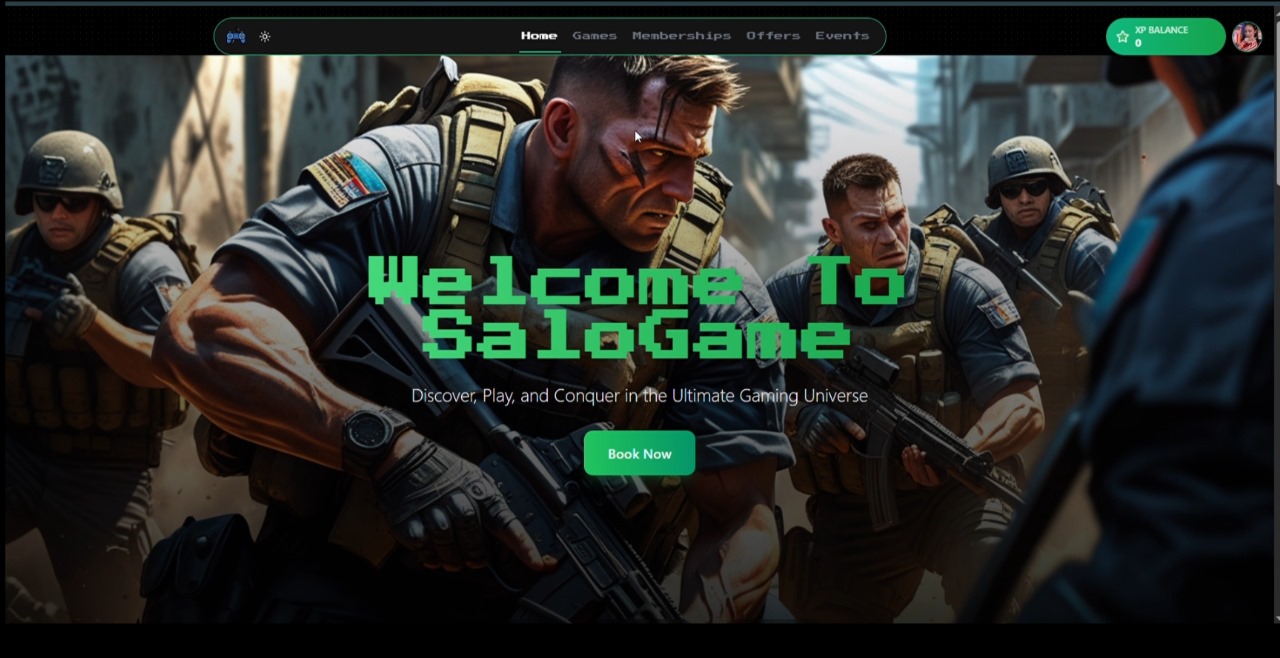 Home Games Memberships Offers Events
XP BALANCE
0
Welcome To
SaloGame
Discover, Play, and Conquer in the Ultimate Gaming Universe
Book Now